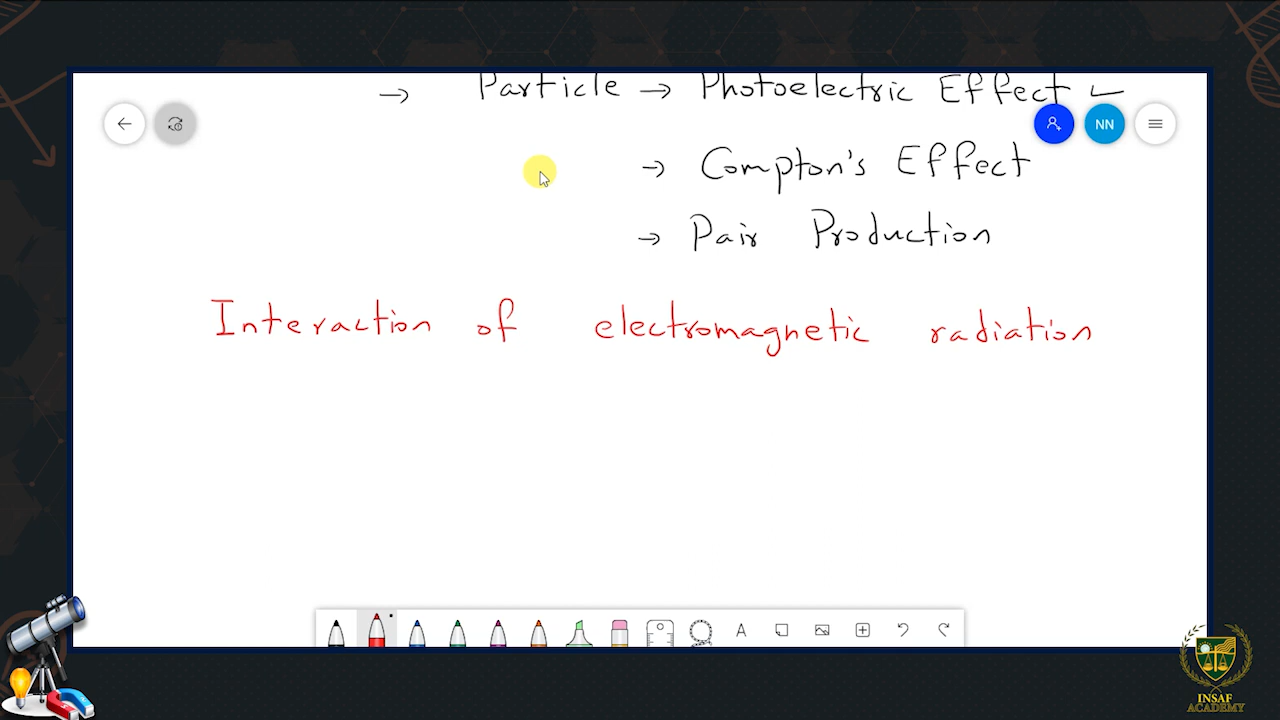 → Particle → Photoelectric Effect ✓
NN
→ Compton's Effect
→ Pair Production
Interaction of electromagnetic radiation
A
INSAF
ACADEMY